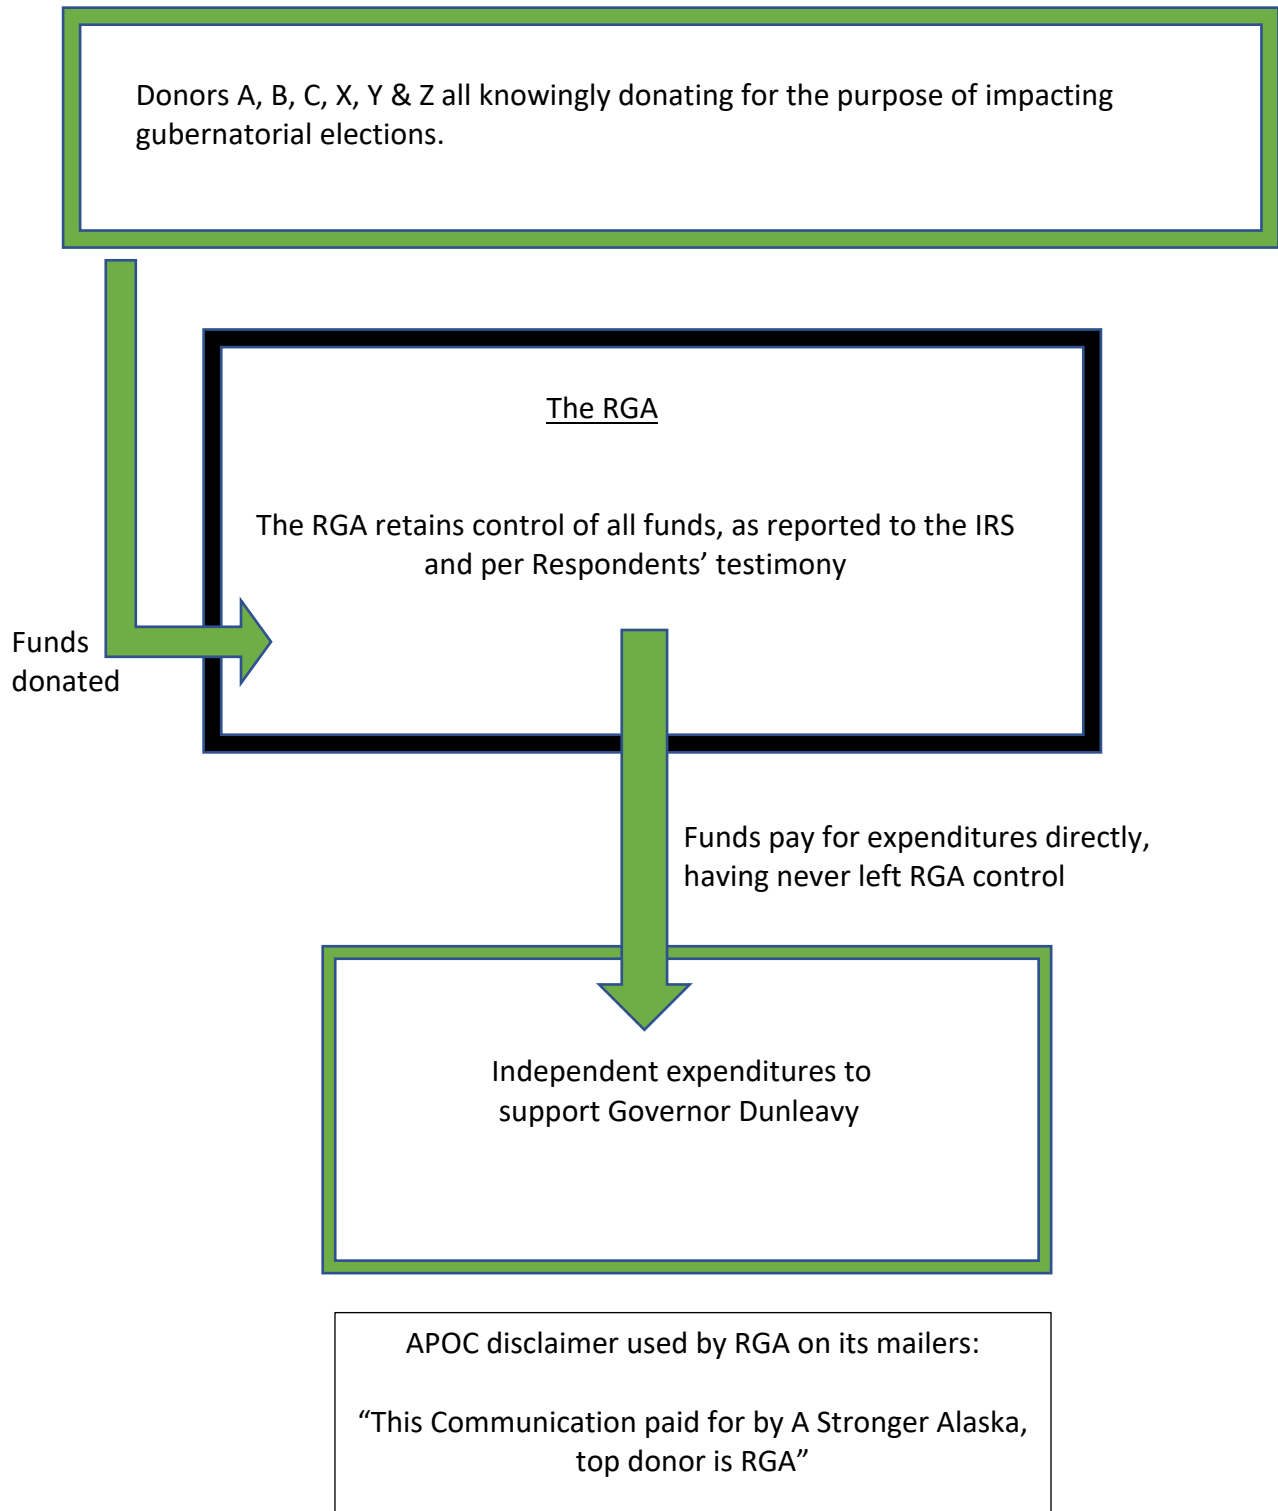 Donors A, B, C, X, Y & Z all knowingly donating for the purpose of impacting
gubernatorial elections.
The RGA
The RGA retains control of all funds, as reported to the IRS
and per Respondents’ testimony
Funds
donated
Funds pay for expenditures directly,
having never left RGA control
Independent expenditures to
support Governor Dunleavy
APOC disclaimer used by RGA on its mailers:
“This Communication paid for by A Stronger Alaska,
top donor is RGA”